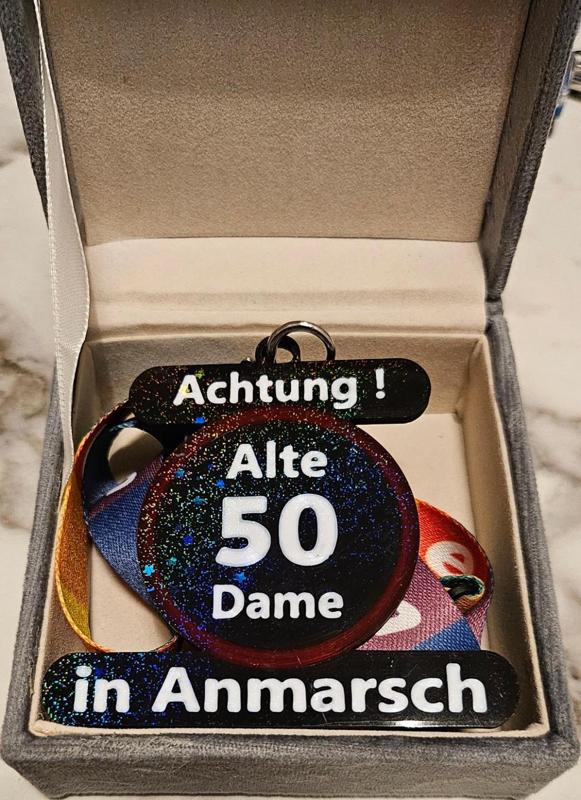 Achtung !
Alte
50
Dame
in Anmarsch